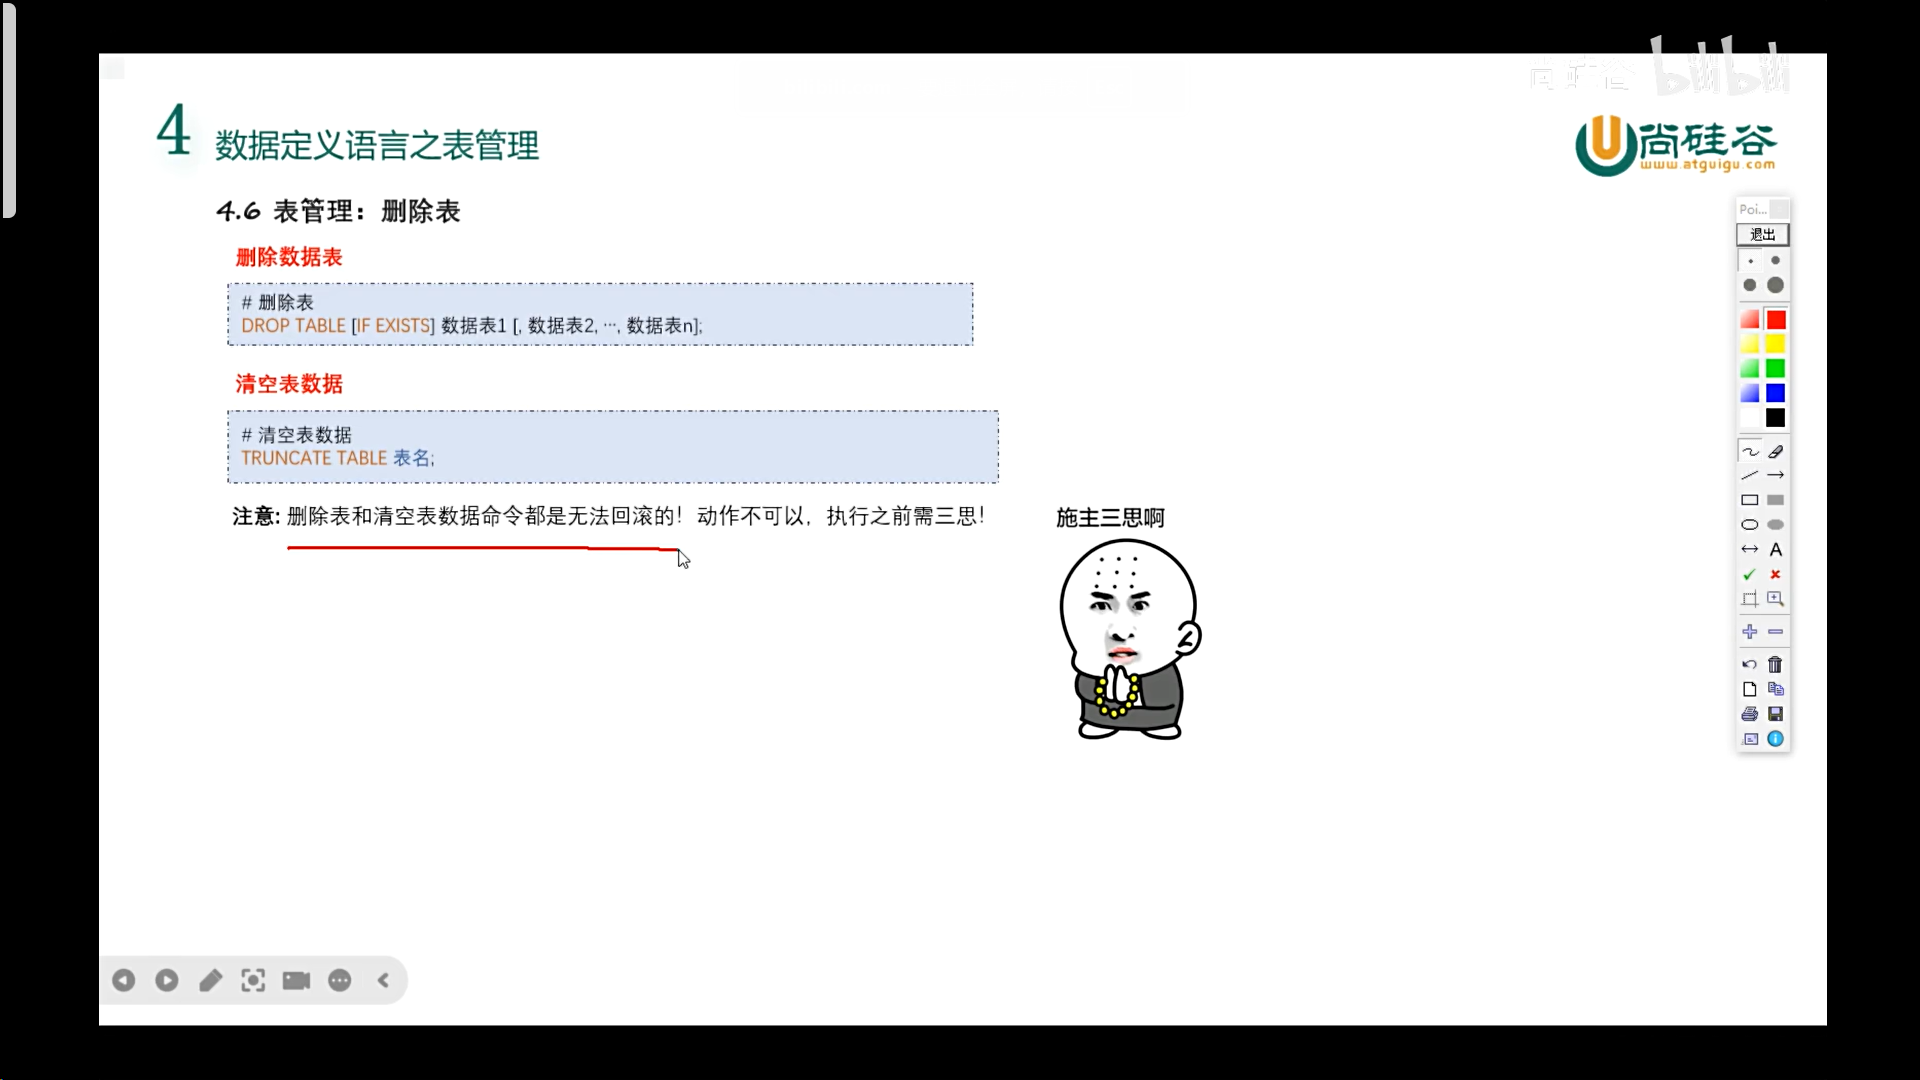 尚硅谷 bilibili
4 数据定义语言之表管理
尚硅谷
www.atguigu.com
4.6 表管理：删除表
Poi...
退出
删除数据表
# 删除表
DROP TABLE [IF EXISTS] 数据表1 [, 数据表2, ···, 数据表n];
清空表数据
# 清空表数据
TRUNCATE TABLE 表名;
注意: 删除表和清空表数据命令都是无法回滚的！动作不可以，执行之前需三思！
施主三思啊
A